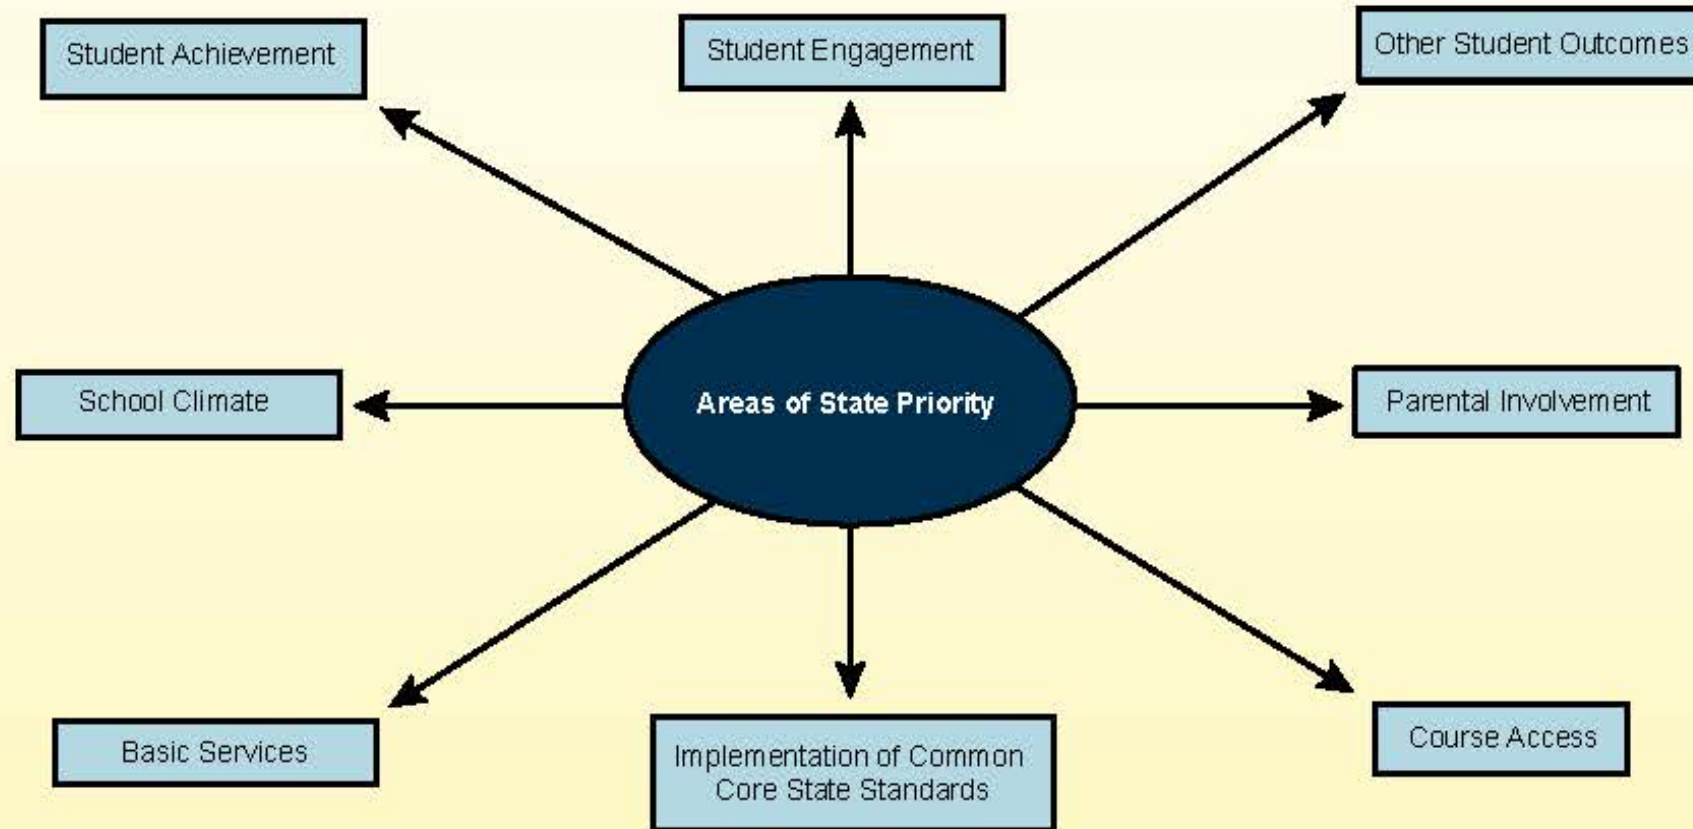 Student Achievement
Student Engagement
Other Student Outcomes
School Climate
Areas of State Priority
Parental Involvement
Basic Services
Implementation of Common
Core State Standards
Course Access